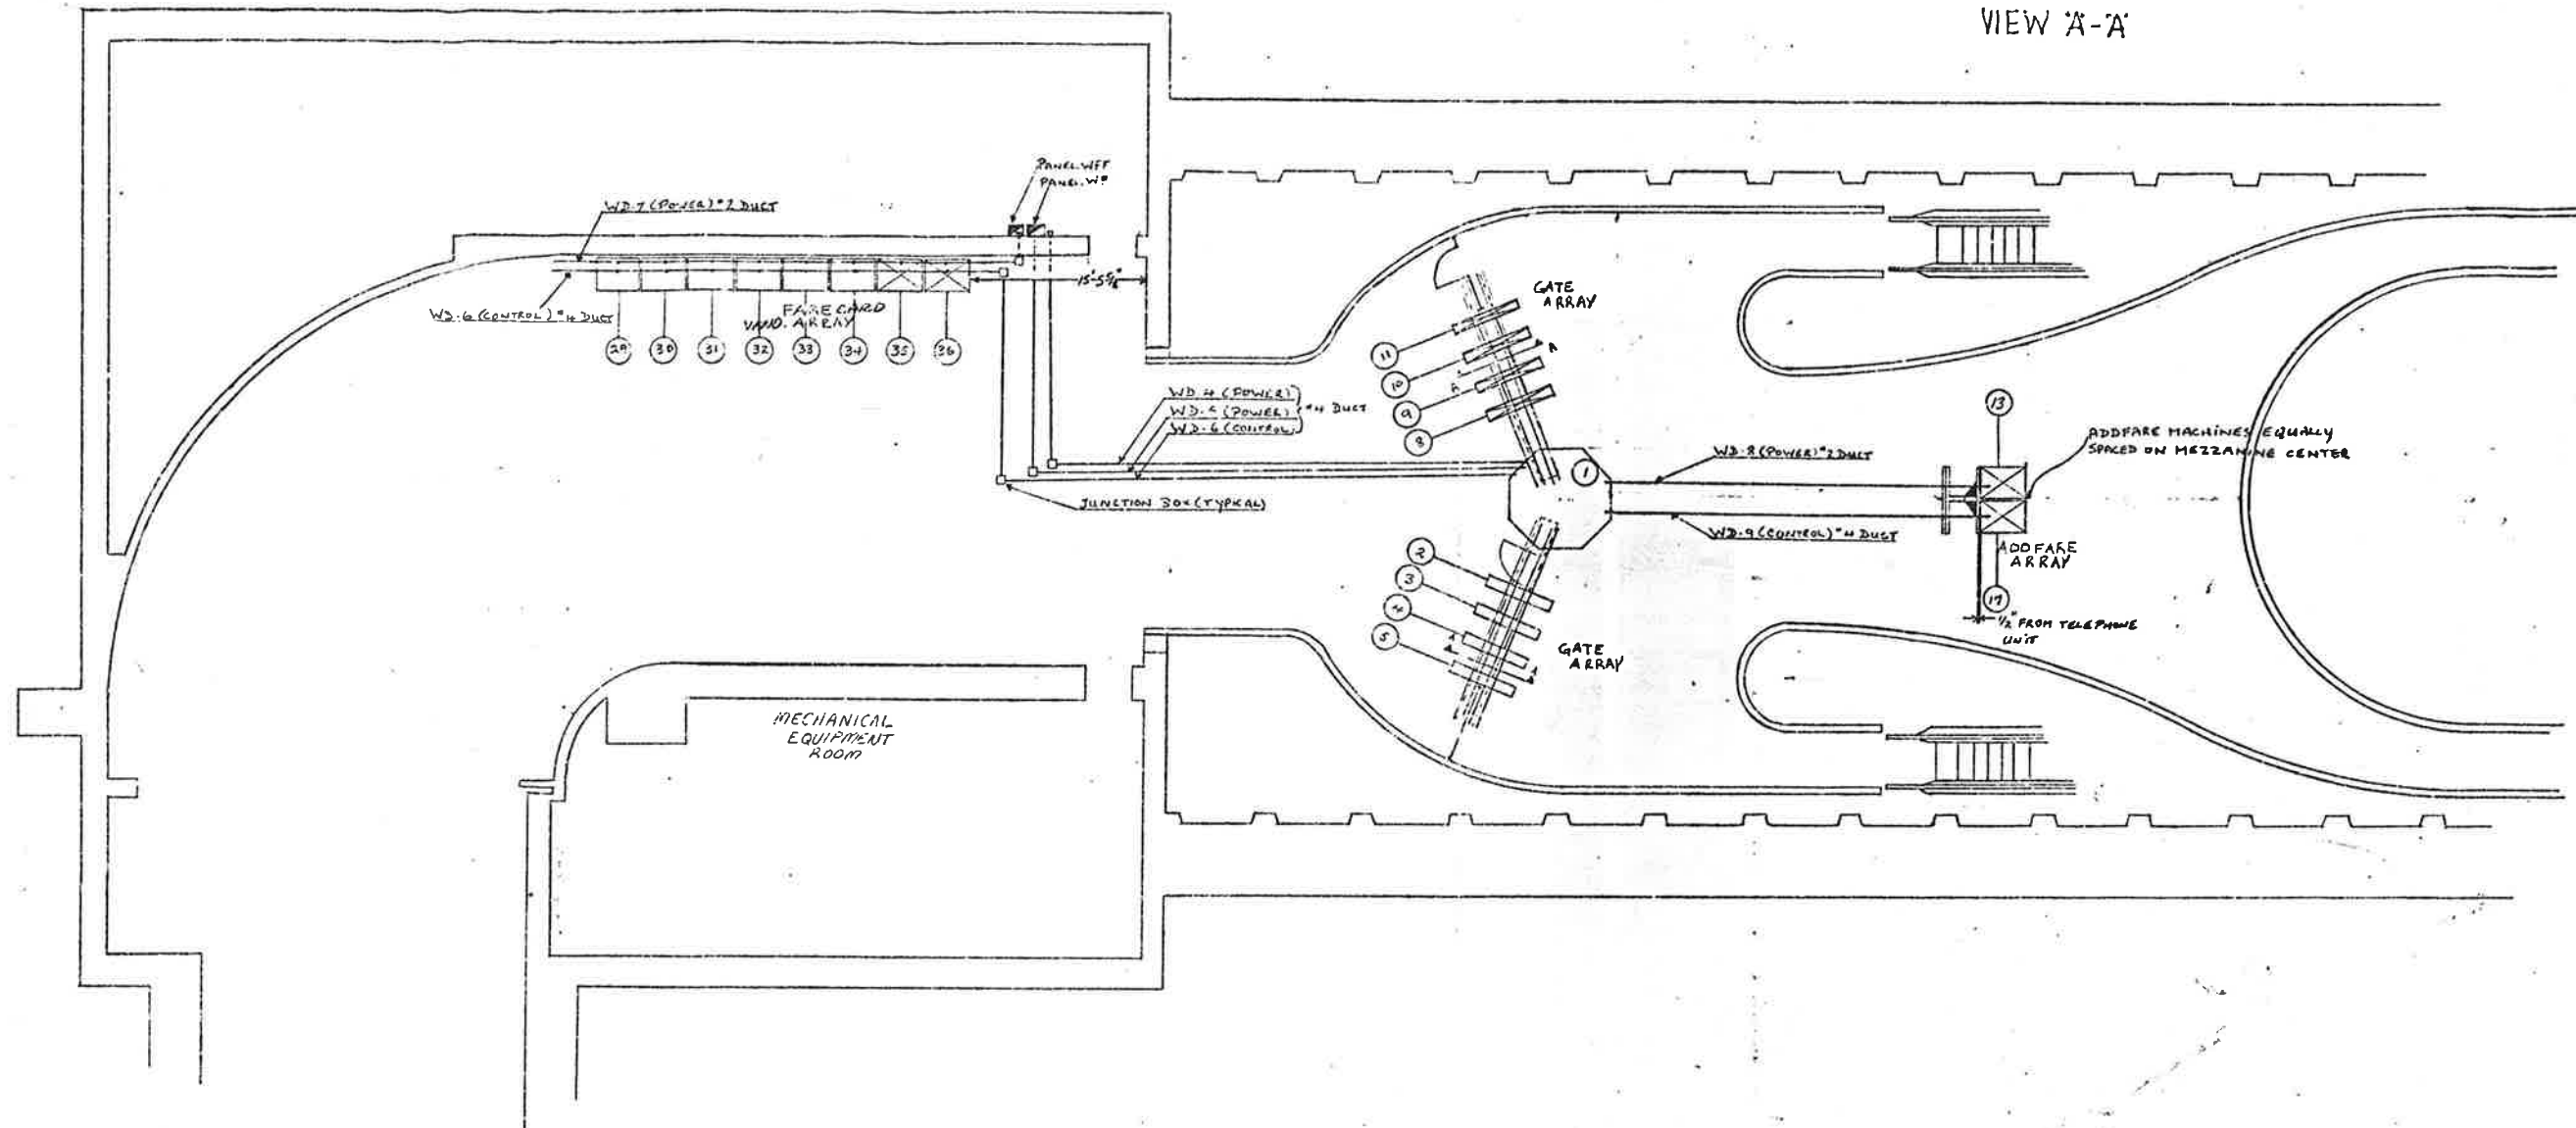 VIEW "A"-"A"
PANEL WFF
PANEL W
WD-7 (POWER) #2 DUCT
15'-5 5/8"
WD-6 (CONTROL) #4 DUCT
FARECARD
VEND. ARRAY
29
30
31
32
33
34
35
36
GATE
ARRAY
11
10
9
8
A
A
WD-4 (POWER)
WD-5 (POWER)
WD-6 (CONTROL)
#4 DUCT
JUNCTION BOX (TYPICAL)
1
WD-8 (POWER) #2 DUCT
WD-9 (CONTROL) #4 DUCT
13
ADDFARE MACHINES EQUALLY
SPACED ON MEZZANINE CENTER
ADDFARE
ARRAY
17
1/2" FROM TELEPHONE
UNIT
2
3
4
5
A
A
GATE
ARRAY
MECHANICAL
EQUIPMENT
ROOM